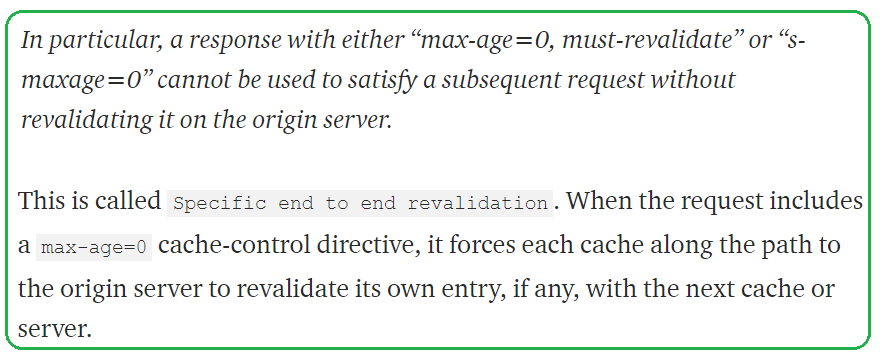 In particular, a response with either “max-age=0, must-revalidate” or “s-
maxage=0” cannot be used to satisfy a subsequent request without
revalidating it on the origin server.
This is called Specific end to end revalidation. When the request includes
a max-age=0 cache-control directive, it forces each cache along the path to
the origin server to revalidate its own entry, if any, with the next cache or
server.